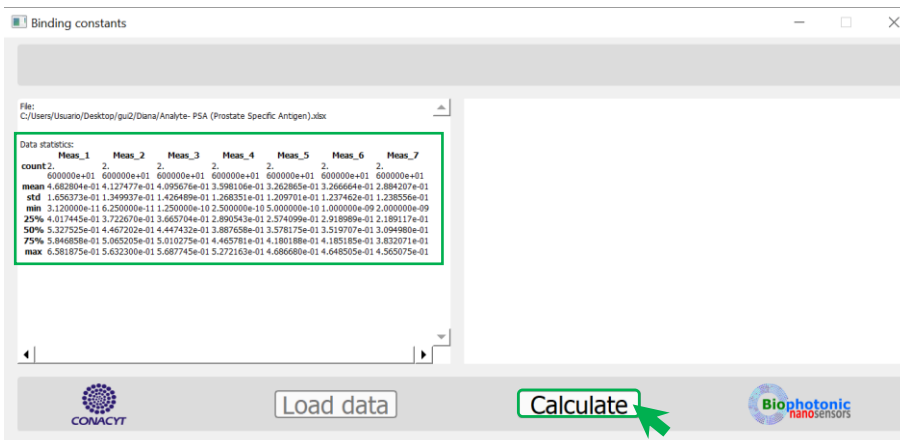 Binding constants
File:
C:/Users/Usuario/Desktop/gui2/Diana/Analyte- PSA (Prostate Specific Antigen).xlsx
Data statistics:
Meas_1 Meas_2 Meas_3 Meas_4 Meas_5 Meas_6 Meas_7
count 2. 2. 2. 2. 2. 2. 2.
600000e+01 600000e+01 600000e+01 600000e+01 600000e+01 600000e+01 600000e+01
mean 4.682804e-01 4.127477e-01 4.095676e-01 3.598106e-01 3.262865e-01 3.266664e-01 2.884207e-01
std 1.656373e-01 1.349937e-01 1.426489e-01 1.268351e-01 1.209701e-01 1.237462e-01 1.238556e-01
min 3.120000e-11 6.250000e-11 1.250000e-10 2.500000e-10 5.000000e-10 1.000000e-09 2.000000e-09
25% 4.017445e-01 3.722670e-01 3.665704e-01 2.890543e-01 2.574099e-01 2.918989e-01 2.189117e-01
50% 5.327525e-01 4.467202e-01 4.447432e-01 3.887658e-01 3.578175e-01 3.519707e-01 3.094980e-01
75% 5.846858e-01 5.065205e-01 5.010275e-01 4.465781e-01 4.180188e-01 4.185185e-01 3.832071e-01
max 6.581875e-01 5.632300e-01 5.687745e-01 5.272163e-01 4.686680e-01 4.648505e-01 4.565075e-01
CONACYT
Load data
Calculate
Biophotonic
nanosensors